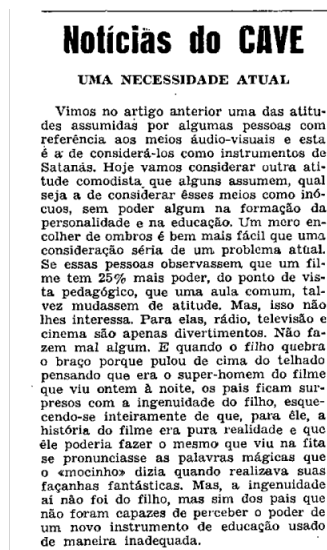 Notícias do CAVE
UMA NECESSIDADE ATUAL
Vimos no artigo anterior uma das atitu-
des assumidas por algumas pessoas com
referência aos meios áudio-visuais e esta
é a de considerá-los como instrumentos de
Satanás. Hoje vamos considerar outra ati-
tude comodista que alguns assumem, qual
seja a de considerar êsses meios como inó-
cuos, sem poder algum na formação da
personalidade e na educação. Um mero en-
colher de ombros é bem mais fácil que uma
consideração séria de um problema atual.
Se essas pessoas observassem que um fil-
me tem 25% mais poder, do ponto de vis-
ta pedagógico, que uma aula comum, tal-
vez mudassem de atitude. Mas, isso não
lhes interessa. Para elas, rádio, televisão e
cinema são apenas divertimentos. Não fa-
zem mal algum. E quando o filho quebra
o braço porque pulou de cima do telhado
pensando que era o super-homem do filme
que viu ontem à noite, os pais ficam sur-
presos com a ingenuidade do filho, esque-
cendo-se inteiramente de que, para êle, a
história do filme era pura realidade e que
êle poderia fazer o mesmo que viu na fita
se pronunciasse as palavras mágicas que
o «mocinho» dizia quando realizava suas
façanhas fantásticas. Mas, a ingenuidade
aí não foi do filho, mas sim dos pais que
não foram capazes de perceber o poder de
um novo instrumento de educação usado
de maneira inadequada.